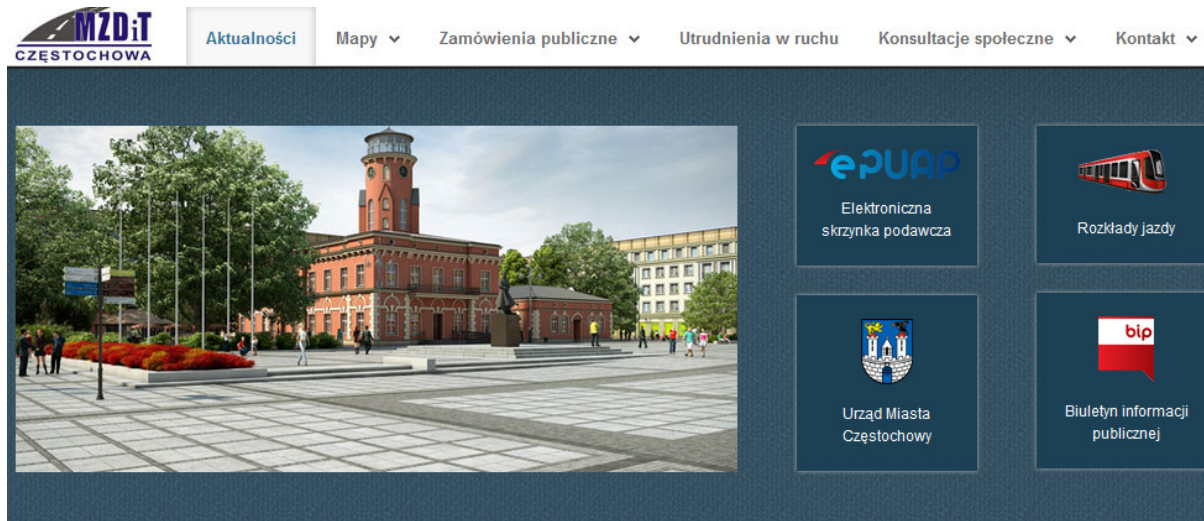 MZDiT
CZĘSTOCHOWA
Aktualności
Mapy
Zamówienia publiczne
Utrudnienia w ruchu
Konsultacje społeczne
Kontakt
ePUAP
Elektroniczna
skrzynka podawcza
Rozkłady jazdy
Urząd Miasta
Częstochowy
bip
Biuletyn informacji
publicznej